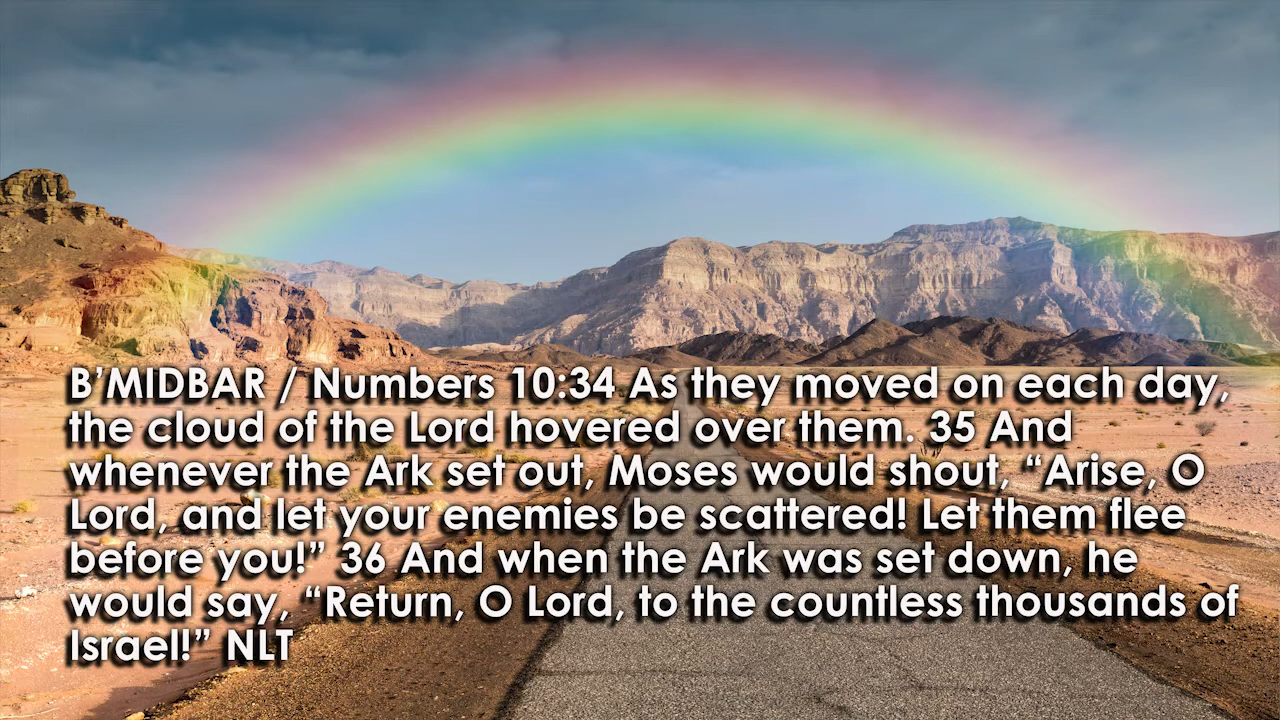 B’MIDBAR / Numbers 10:34 As they moved on each day,
the cloud of the Lord hovered over them. 35 And
whenever the Ark set out, Moses would shout, “Arise, O
Lord, and let your enemies be scattered! Let them flee
before you!” 36 And when the Ark was set down, he
would say, “Return, O Lord, to the countless thousands of
Israel!” NLT